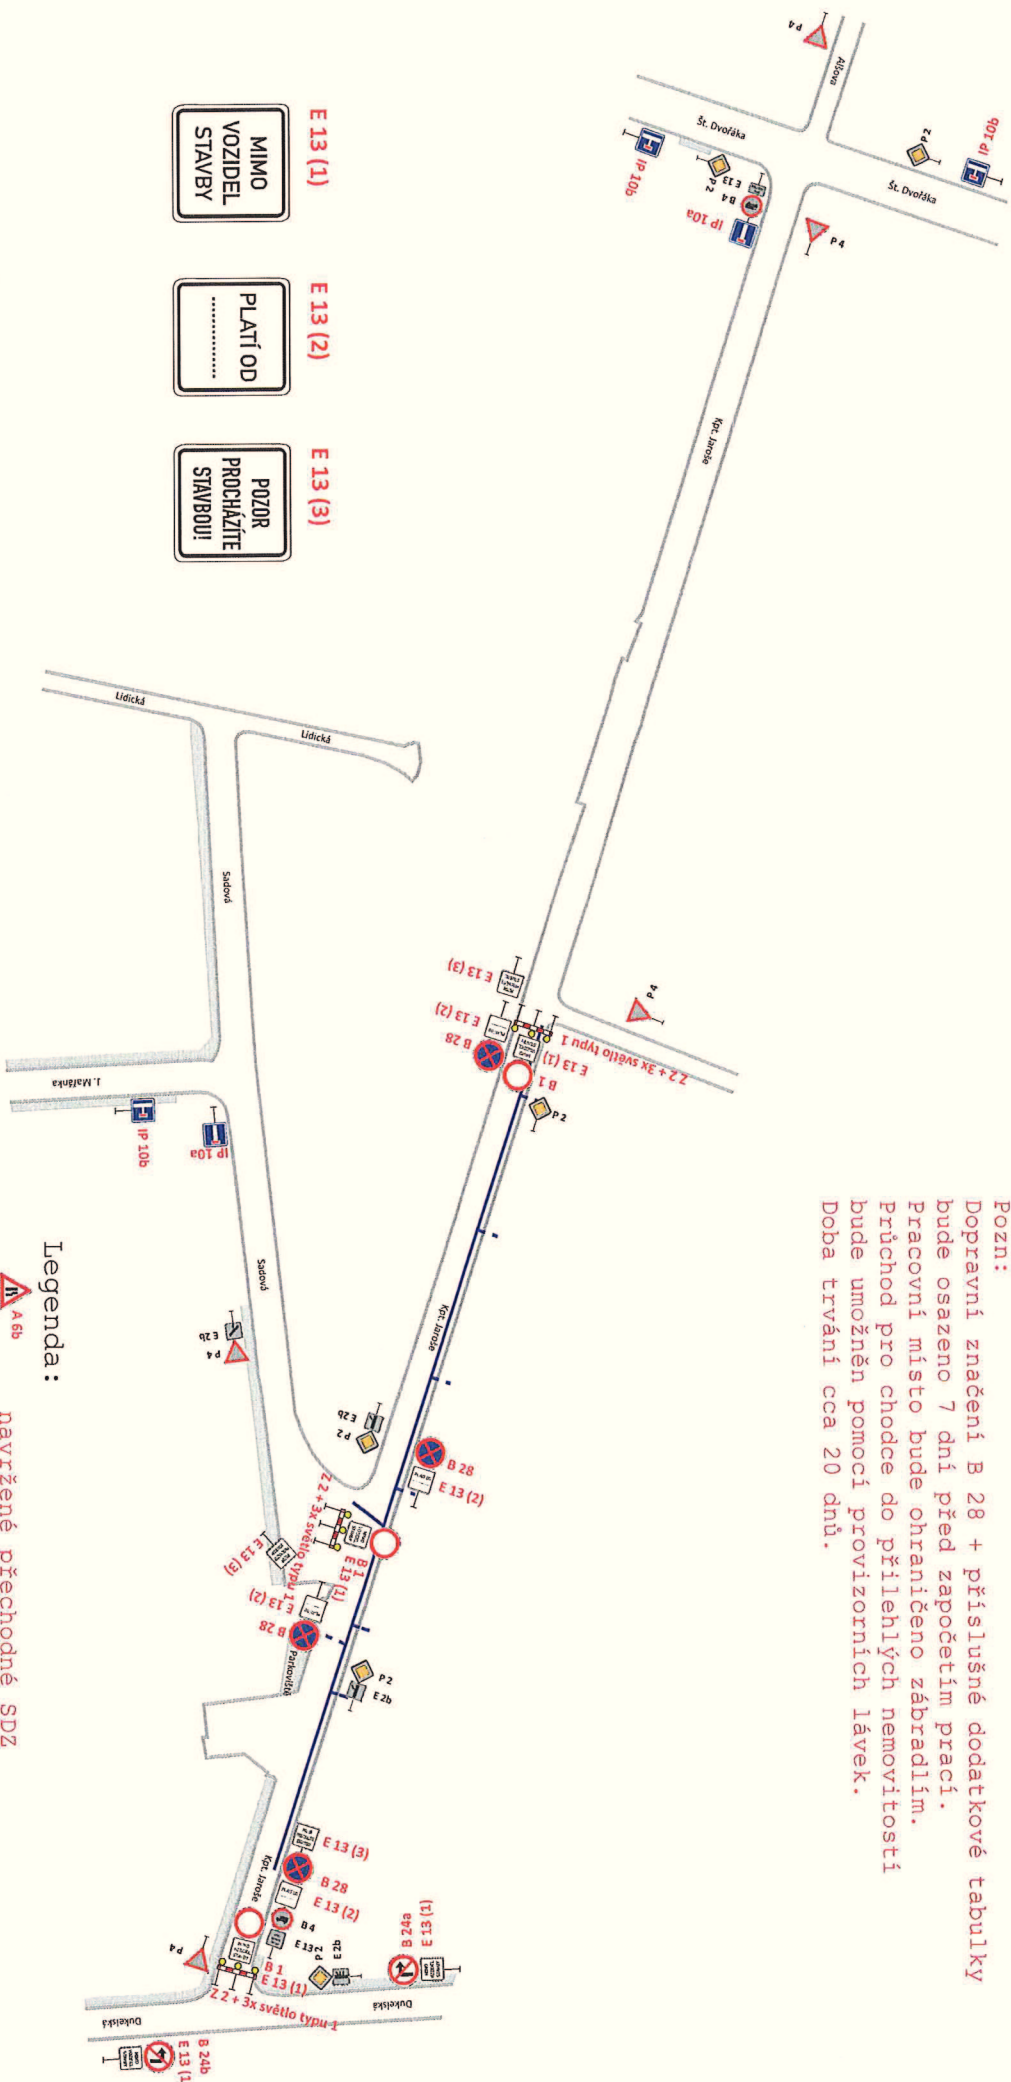 Pozn:
Dopravní značení B 28 + příslušné dodatkové tabulky
bude osazeno 7 dní před započetím prací.
Pracovní místo bude ohraničeno zábradlím.
Průchod pro chodce do přilehlých nemovitostí
bude umožněn pomocí provizorních lávek.
Doba trvání cca 20 dnů.
P 4
Alšova
Št. Dvořáka
IP 10b
P 2
IP 10b
Št. Dvořáka
P 2
E 13
B 4
IP 10a
P 4
Kpt. Jaroše
E 13 (1)
MIMO
VOZIDEL
STAVBY
E 13 (2)
PLATÍ OD
............
E 13 (3)
POZOR
PROCHÁZÍTE
STAVBOU!
Lidická
Lidická
Sadová
J. Mařánka
IP 10b
IP 10a
Sadová
E 2b
P 4
E 13 (3)
E 13 (2)
B 28
P 4
Z 2 + 3x světlo typu 1
E 13 (1)
B 1
P 2
Kpt. Jaroše
E 2b
P 2
B 28
E 13 (2)
Z 2 + 3x světlo typu 1
B 1
E 13 (1)
E 13 (3)
E 13 (2)
B 28
Parkoviště
P 2
E 2b
E 13 (3)
B 28
E 13 (2)
Kpt. Jaroše
B 4
E 13
P 2
E 2b
B 24a
E 13 (1)
B 1
E 13 (1)
Z 2 + 3x světlo typu 1
P 4
Dukelská
Dukelská
B 24b
E 13 (1
Legenda:
A 6b
navržené přechodné SDZ